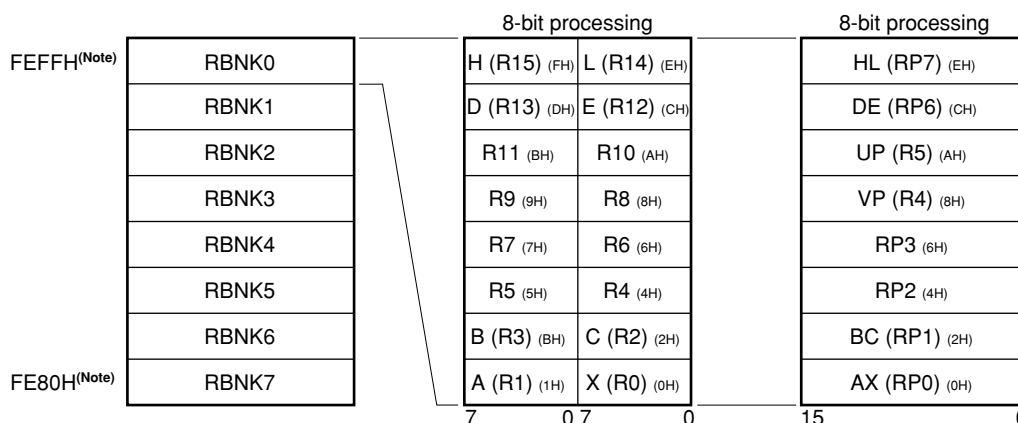 8-bit processing 8-bit processing
FEFFH(Note) RBNK0 H (R15) (FH) L (R14) (EH) HL (RP7) (EH)
RBNK1 D (R13) (DH) E (R12) (CH) DE (RP6) (CH)
RBNK2 R11 (BH) R10 (AH) UP (R5) (AH)
RBNK3 R9 (9H) R8 (8H) VP (R4) (8H)
RBNK4 R7 (7H) R6 (6H) RP3 (6H)
RBNK5 R5 (5H) R4 (4H) RP2 (4H)
RBNK6 B (R3) (BH) C (R2) (2H) BC (RP1) (2H)
FE80H(Note) RBNK7 A (R1) (1H) X (R0) (0H) AX (RP0) (0H)
7 0 7 0 15